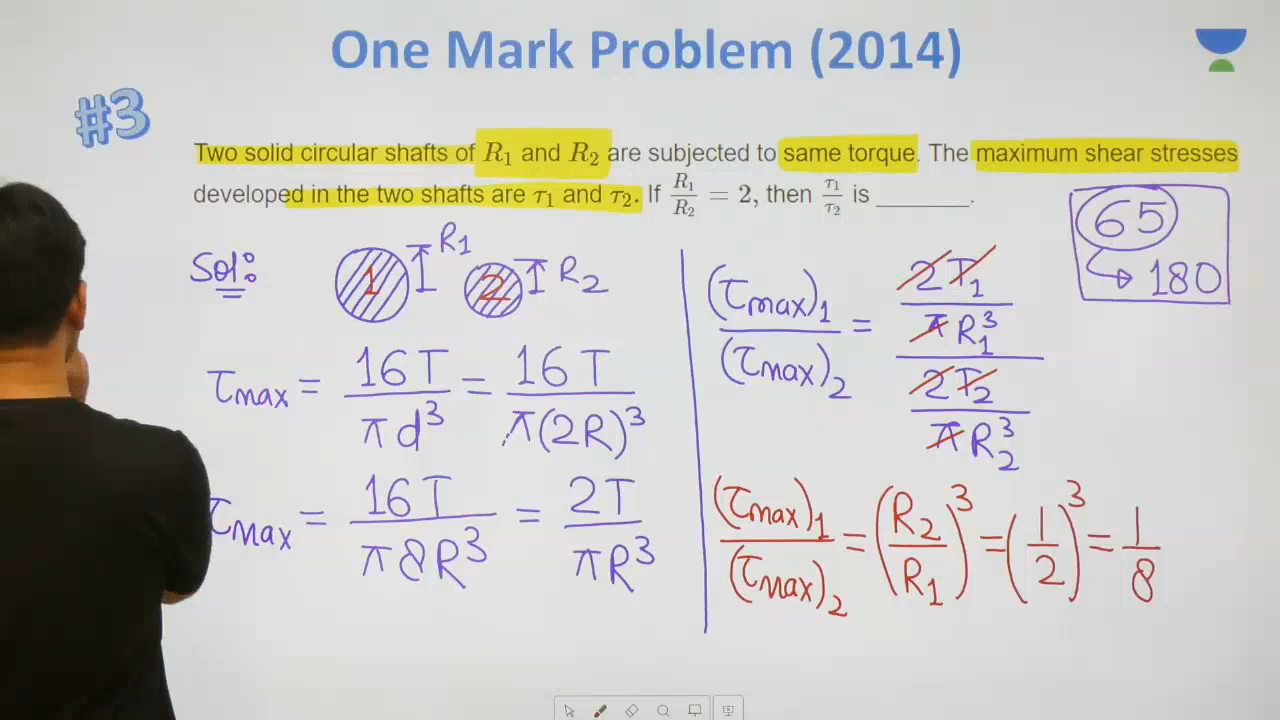 One Mark Problem (2014)
#3
Two solid circular shafts of R₁ and R₂ are subjected to same torque. The maximum shear stresses
developed in the two shafts are τ₁ and τ₂. If R₁/R₂ = 2, then τ₁/τ₂ is ________.
65
→ 180
Sol:
1 R₁ 2 R₂
τmax = 16T/πd³ = 16T/π(2R)³
τmax = 16T/π8R³ = 2T/πR³
(τmax)₁/(τmax)₂ = (2T₁/πR₁³)/(2T₂/πR₂³)
(τmax)₁/(τmax)₂ = (R₂/R₁)³ = (1/2)³ = 1/8